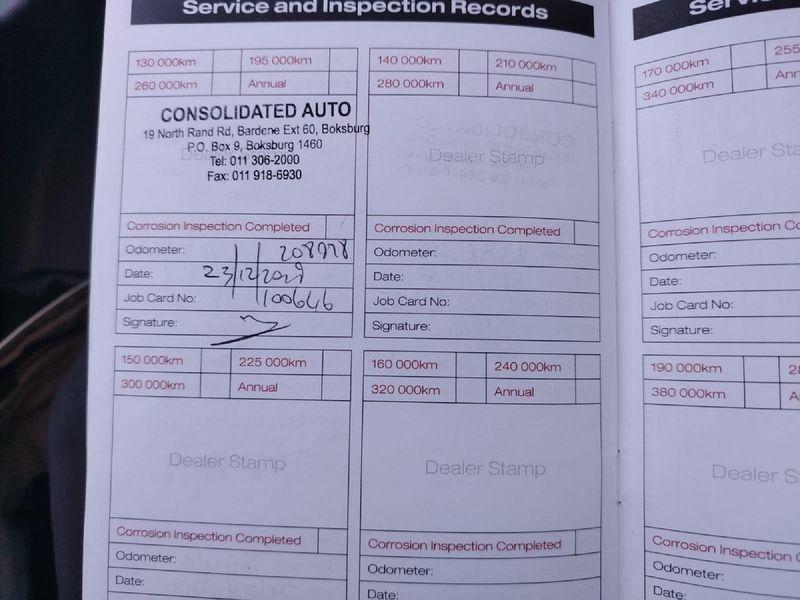 Service and Inspection Records
130 000km 195 000km
260 000km Annual
CONSOLIDATED AUTO
19 North Rand Rd, Bardene Ext 60, Boksburg
P.O. Box 9, Boksburg 1460
Tel: 011 306-2000
Fax: 011 918-6930
Corrosion Inspection Completed
Odometer: 208978
Date: 23/12/2029
Job Card No: 100646
Signature:
140 000km 210 000km
280 000km Annual
Dealer Stamp
Corrosion Inspection Completed
Odometer:
Date:
Job Card No:
Signature:
150 000km 225 000km
300 000km Annual
Dealer Stamp
Corrosion Inspection Completed
Odometer:
Date:
160 000km 240 000km
320 000km Annual
Dealer Stamp
Corrosion Inspection Completed
Odometer:
Date:
170 000km 255
340 000km
Dealer Stamp
Corrosion Inspection
Odometer:
Date:
Job Card No:
Signature:
190 000km
380 000km
Dealer
Corrosion Inspection
Odometer:
Date: